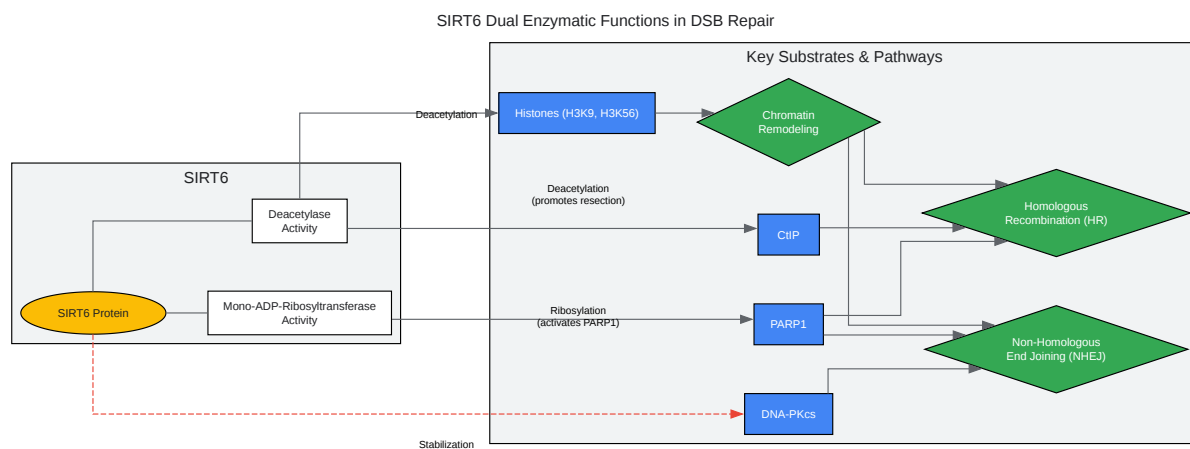 SIRT6 Dual Enzymatic Functions in DSB Repair
Key Substrates & Pathways
Deacetylation
Histones (H3K9, H3K56)
Chromatin
Remodeling
SIRT6
Deacetylase
Activity
Deacetylation
(promotes resection)
CtIP
Homologous
Recombination (HR)
SIRT6 Protein
Mono-ADP-Ribosyltransferase
Activity
Ribosylation
(activates PARP1)
PARP1
Non-Homologous
End Joining (NHEJ)
DNA-PKcs
Stabilization